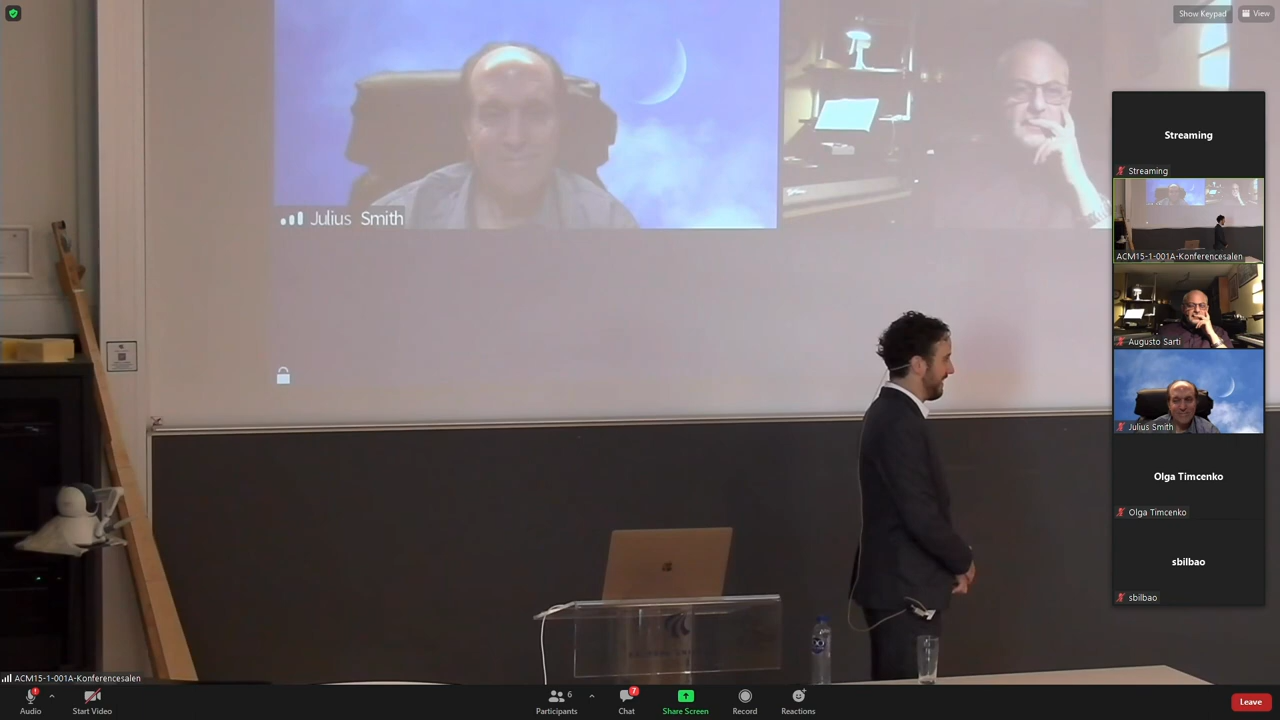 Show Keypad
View
Streaming
Streaming
ACM15-1-001A-Konferencesalen
Augusto Sarti
Julius Smith
Olga Timcenko
Olga Timcenko
sbilbao
sbilbao
Julius Smith
ACM15-1-001A-Konferencesalen
Audio
Start Video
6
Participants
7
Chat
Share Screen
Record
Reactions
Leave